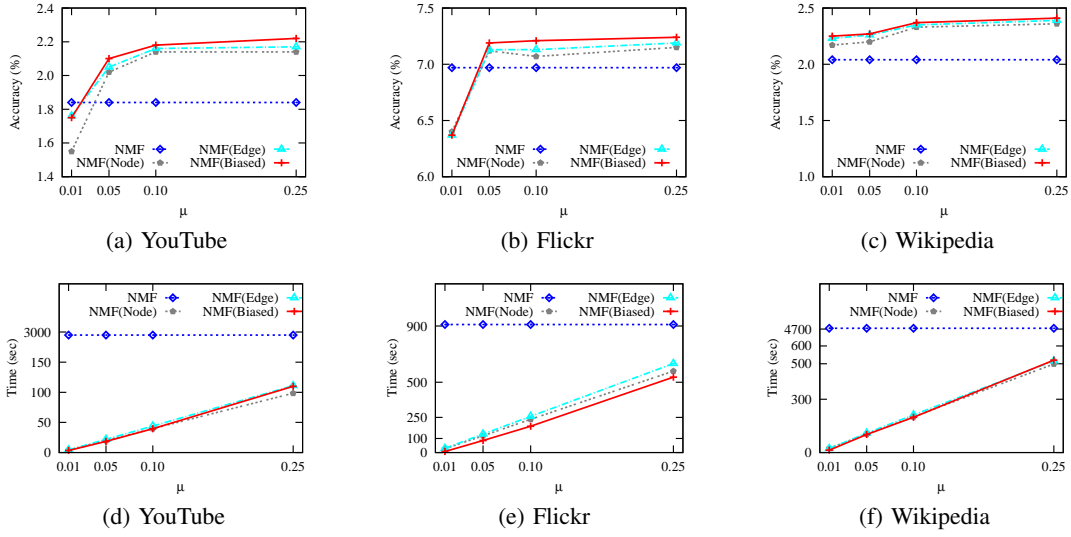 2.4
2.2
2.0
1.8
1.6
1.4
Accuracy (%)
NMF
NMF(Node)
NMF(Edge)
NMF(Biased)
0.01 0.05 0.10 0.25
μ
(a) YouTube
7.5
7.0
6.5
6.0
Accuracy (%)
NMF
NMF(Node)
NMF(Edge)
NMF(Biased)
0.01 0.05 0.10 0.25
μ
(b) Flickr
2.5
2.0
1.5
1.0
Accuracy (%)
NMF
NMF(Node)
NMF(Edge)
NMF(Biased)
0.01 0.05 0.10 0.25
μ
(c) Wikipedia
NMF
NMF(Node)
NMF(Edge)
NMF(Biased)
3000
150
100
50
0
Time (sec)
0.01 0.05 0.10 0.25
μ
(d) YouTube
NMF
NMF(Node)
NMF(Edge)
NMF(Biased)
900
500
250
100
0
Time (sec)
0.01 0.05 0.10 0.25
μ
(e) Flickr
NMF
NMF(Node)
NMF(Edge)
NMF(Biased)
4700
600
500
300
0
Time (sec)
0.01 0.05 0.10 0.25
μ
(f) Wikipedia